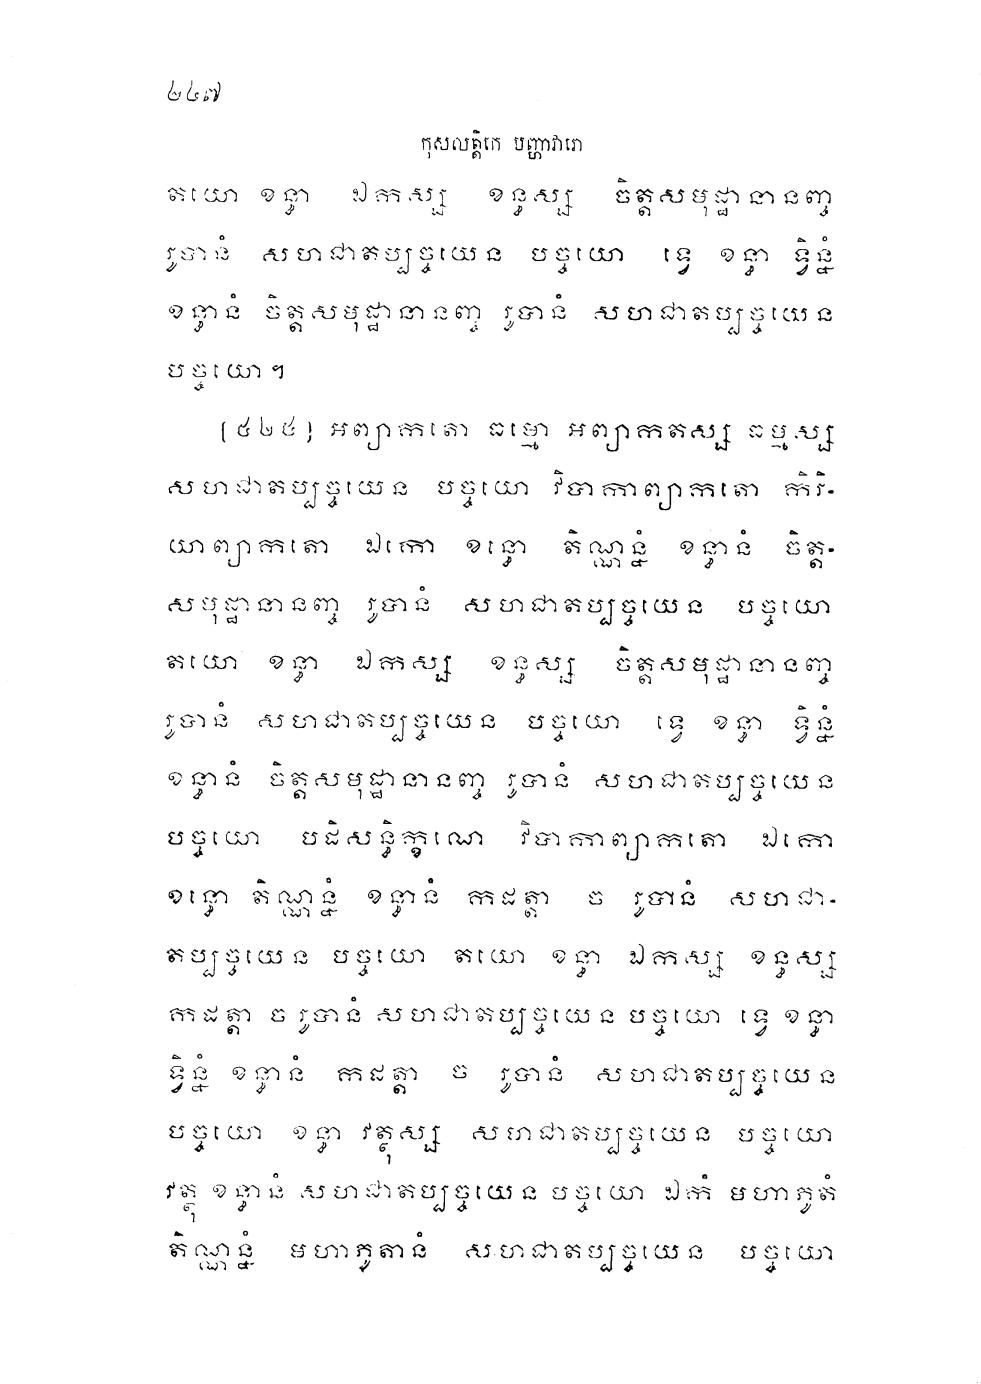 ២៤៧
កុសលត្តិកេ បញ្ហាវារោ
តយោ ខន្ធា ឯកស្ស ខន្ធស្ស ចិត្តសមុដ្ឋានានញ្ច
រូបានំ សហជាតប្បច្ចយេន បច្ចយោ ទ្វេ ខន្ធា ទ្វិន្នំ
ខន្ធានំ ចិត្តសមុដ្ឋានានញ្ច រូបានំ សហជាតប្បច្ចយេន
បច្ចយោ ។
[៥២៥] អព្យាកតោ ធម្មោ អព្យាកតស្ស ធម្មស្ស
សហជាតប្បច្ចយេន បច្ចយោ វិបាកាព្យាកតោ កិរិ-
យាព្យាកតោ ឯកោ ខន្ធោ តិណ្ណន្នំ ខន្ធានំ ចិត្ត-
សមុដ្ឋានានញ្ច រូបានំ សហជាតប្បច្ចយេន បច្ចយោ
តយោ ខន្ធា ឯកស្ស ខន្ធស្ស ចិត្តសមុដ្ឋានានញ្ច
រូបានំ សហជាតប្បច្ចយេន បច្ចយោ ទ្វេ ខន្ធា ទ្វិន្នំ
ខន្ធានំ ចិត្តសមុដ្ឋានានញ្ច រូបានំ សហជាតប្បច្ចយេន
បច្ចយោ បដិសន្ធិក្ខណេ វិបាកាព្យាកតោ ឯកោ
ខន្ធោ តិណ្ណន្នំ ខន្ធានំ កដត្តា ច រូបានំ សហជា-
តប្បច្ចយេន បច្ចយោ តយោ ខន្ធា ឯកស្ស ខន្ធស្ស
កដត្តា ច រូបានំ សហជាតប្បច្ចយេន បច្ចយោ ទ្វេ ខន្ធា
ទ្វិន្នំ ខន្ធានំ កដត្តា ច រូបានំ សហជាតប្បច្ចយេន
បច្ចយោ ខន្ធា វត្ថុស្ស សហជាតប្បច្ចយេន បច្ចយោ
វត្ថុ ខន្ធានំ សហជាតប្បច្ចយេន បច្ចយោ ឯកំ មហាភូតំ
តិណ្ណន្នំ មហាភូតានំ សហជាតប្បច្ចយេន បច្ចយោ